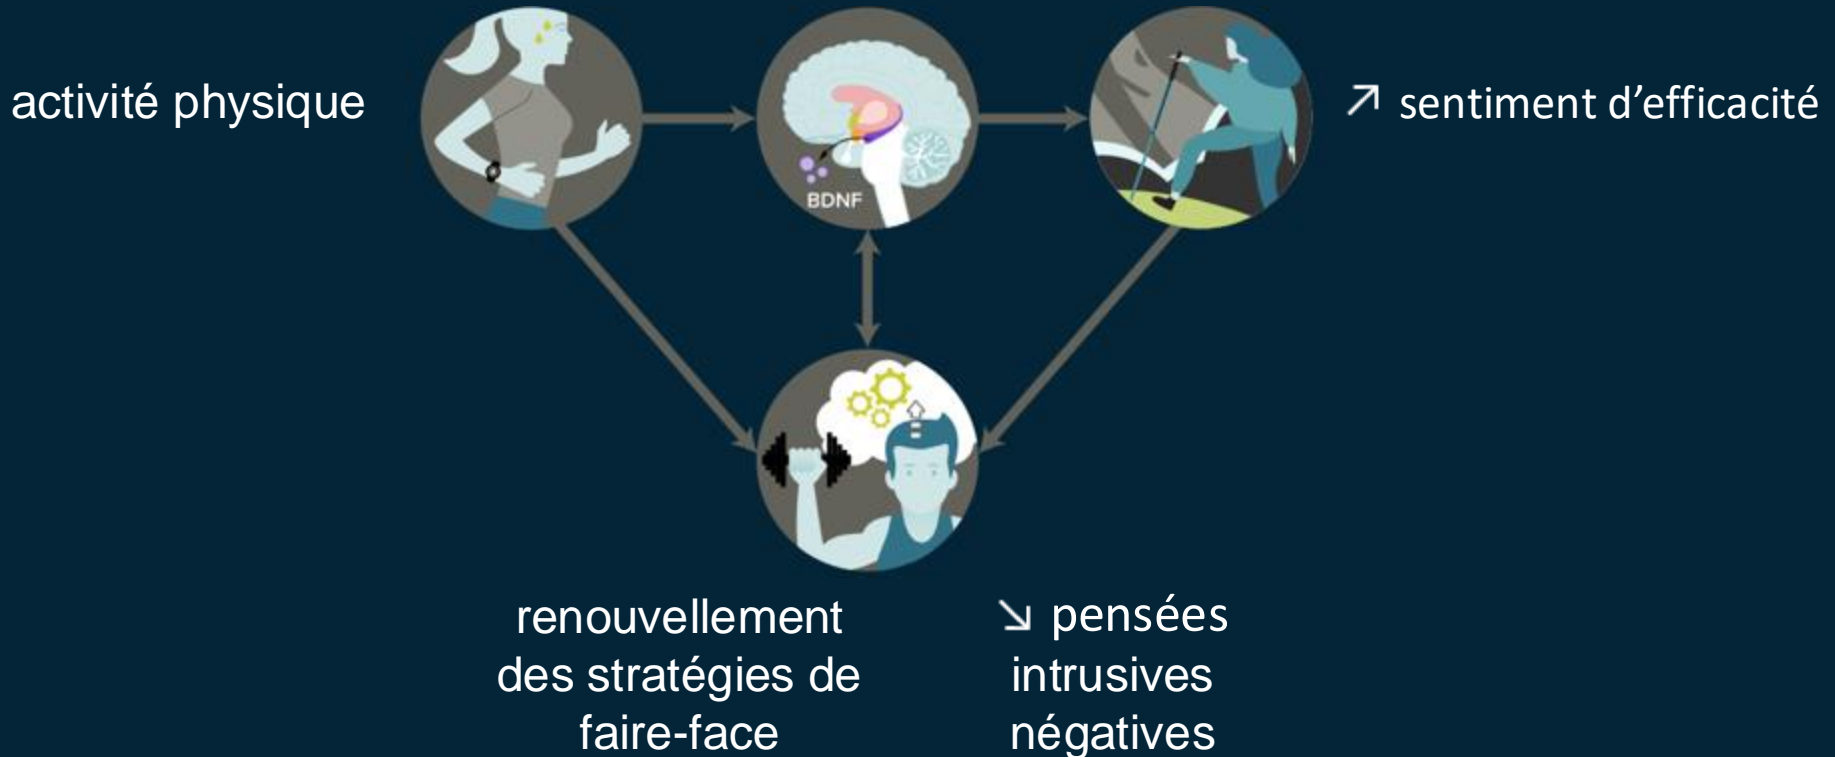 activité physique
BDNF
↗ sentiment d’efficacité
renouvellement
des stratégies de
faire-face
↘ pensées
intrusives
négatives